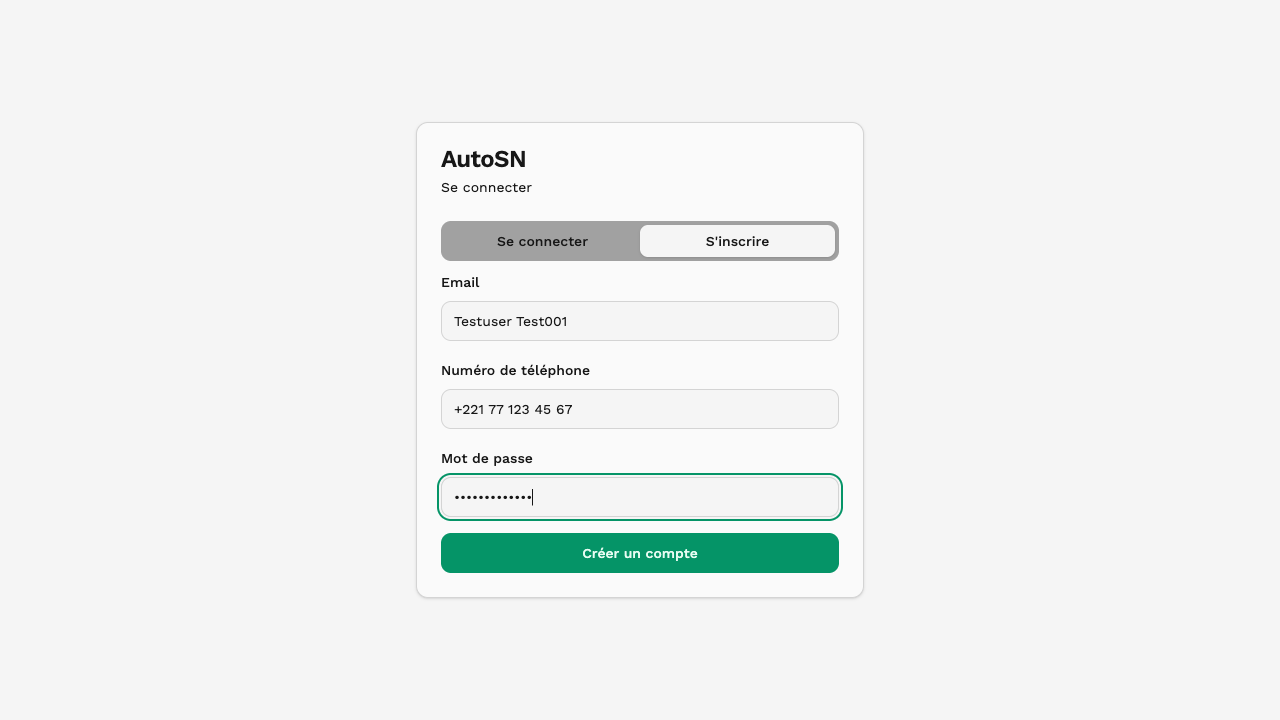 AutoSN
Se connecter
Se connecter S'inscrire
Email
Testuser Test001
Numéro de téléphone
+221 77 123 45 67
Mot de passe
•••••••••••••
Créer un compte